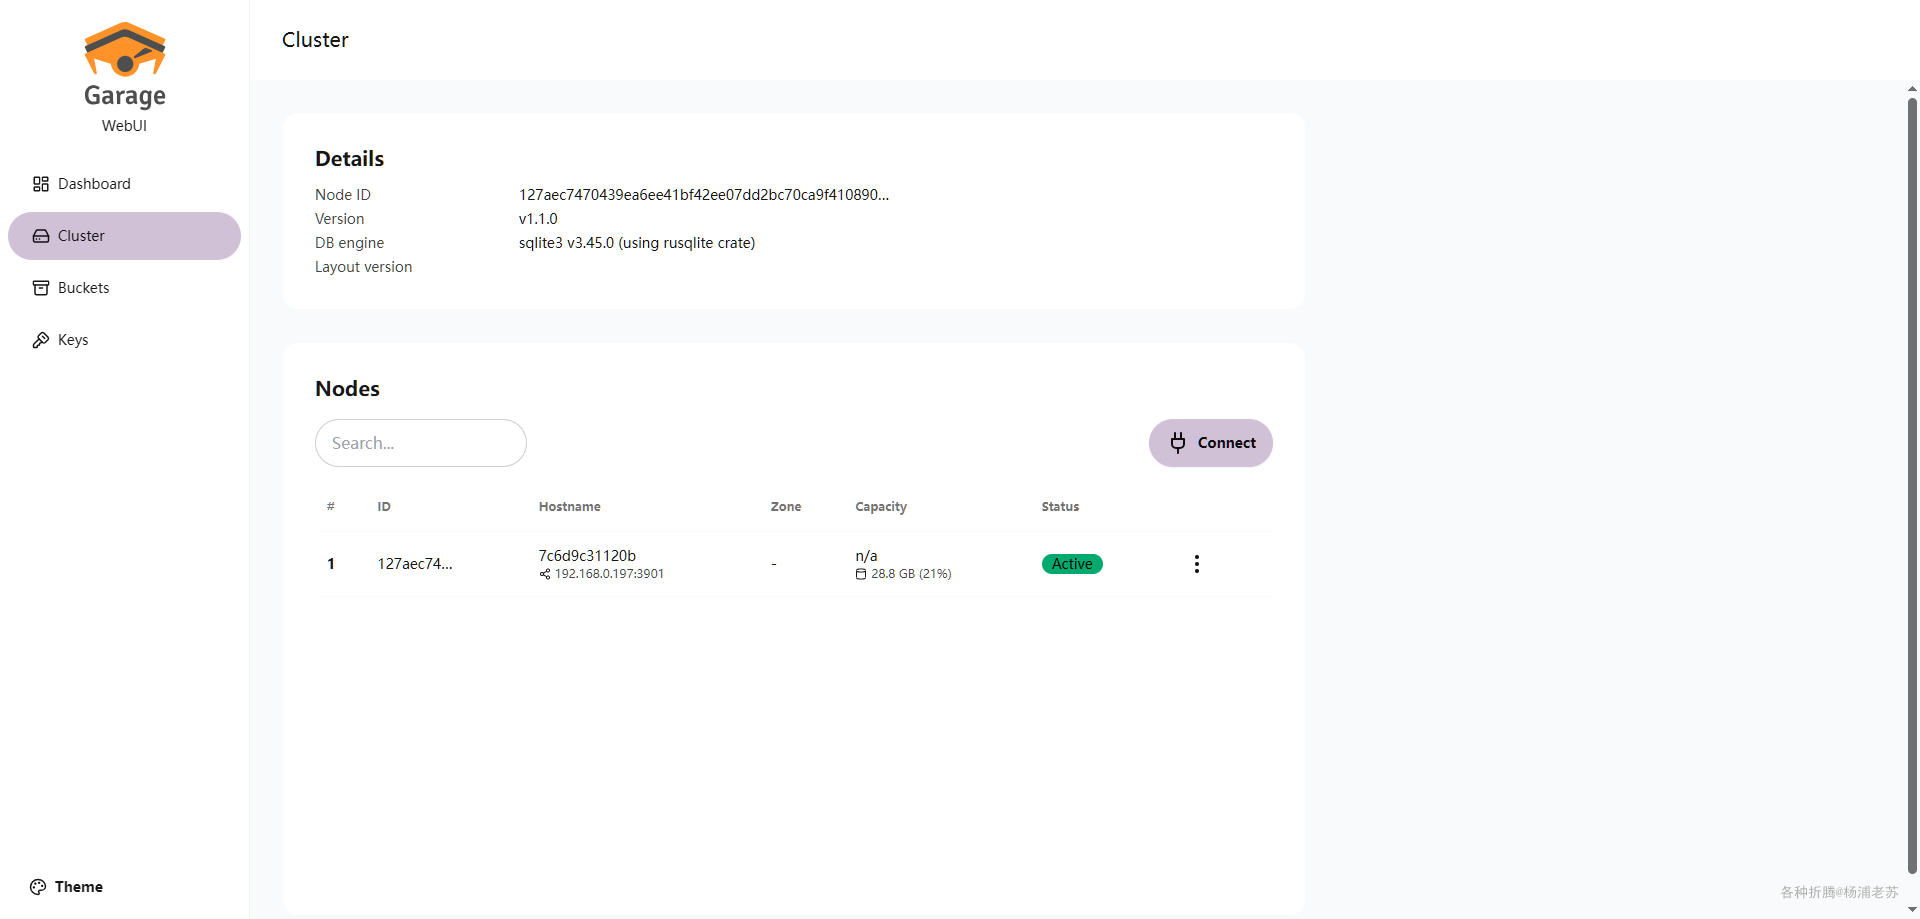 Garage
WebUI
Dashboard
Cluster
Buckets
Keys
Theme
Cluster
Details
Node ID 127aec7470439ea6ee41bf42ee07dd2bc70ca9f410890...
Version v1.1.0
DB engine sqlite3 v3.45.0 (using rusqlite crate)
Layout version
Nodes
Search...
Connect
# ID Hostname Zone Capacity Status
1 127aec74... 7c6d9c31120b - n/a Active
192.168.0.197:3901 28.8 GB (21%)
各种折腾@杨浦老苏